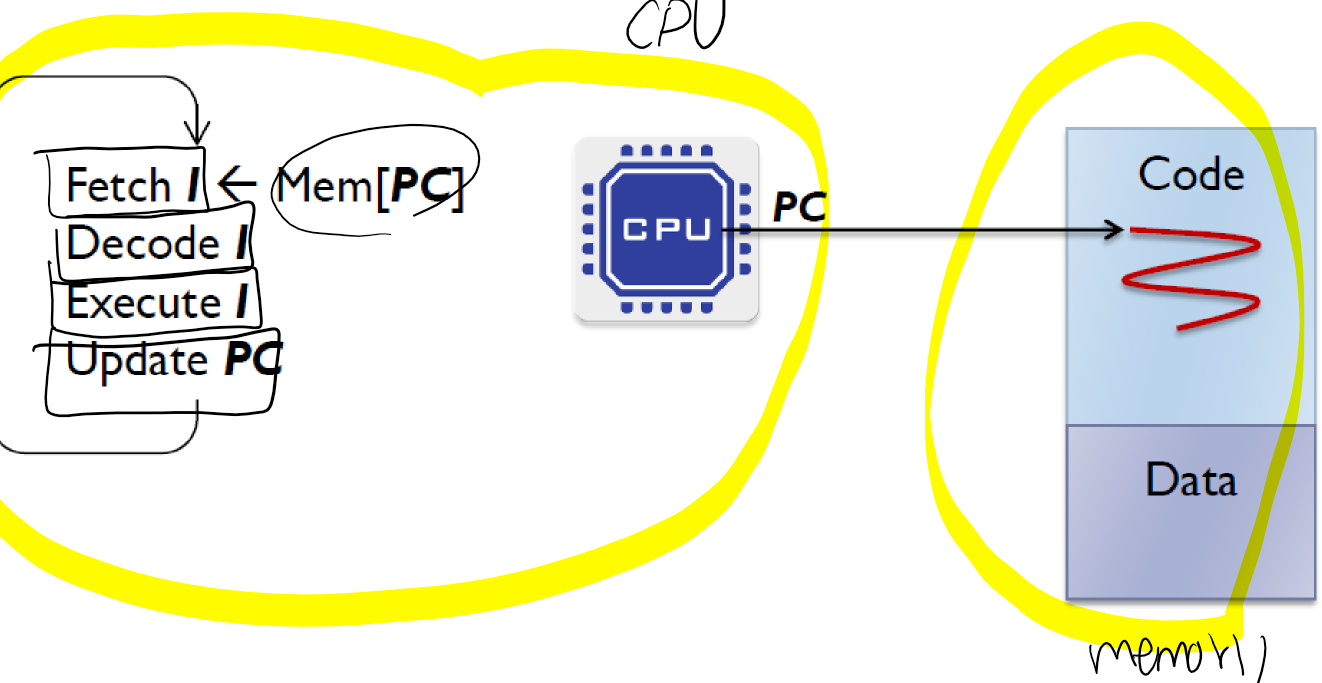 CPU
Fetch I ← Mem[PC]
Decode I
Execute I
Update PC
CPU
PC
Code
Data
memory